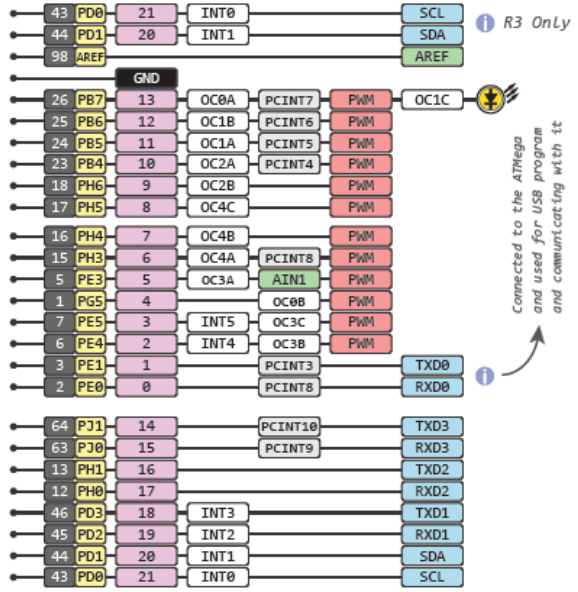 43 PD0 21 INT0 SCL
R3 Only
44 PD1 20 INT1 SDA
98 AREF AREF
GND
26 PB7 13 OC0A PCINT7 PWM OC1C
25 PB6 12 OC1B PCINT6 PWM
24 PB5 11 OC1A PCINT5 PWM
23 PB4 10 OC2A PCINT4 PWM
18 PH6 9 OC2B PWM
17 PH5 8 OC4C PWM
16 PH4 7 OC4B PWM
15 PH3 6 OC4A PCINT8 PWM
5 PE3 5 OC3A AIN1 PWM
1 PG5 4 OC0B PWM
7 PE5 3 INT5 OC3C PWM
6 PE4 2 INT4 OC3B PWM
3 PE1 1 PCINT3 TXD0
2 PE0 0 PCINT8 RXD0
Connected to the ATMega
and used for USB program
and communicating with it
64 PJ1 14 PCINT10 TXD3
63 PJ0 15 PCINT9 RXD3
13 PH1 16 TXD2
12 PH0 17 RXD2
46 PD3 18 INT3 TXD1
45 PD2 19 INT2 RXD1
44 PD1 20 INT1 SDA
43 PD0 21 INT0 SCL